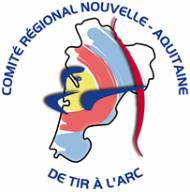 COMITÉ RÉGIONAL NOUVELLE - AQUITAINE
DE TIR À L'ARC